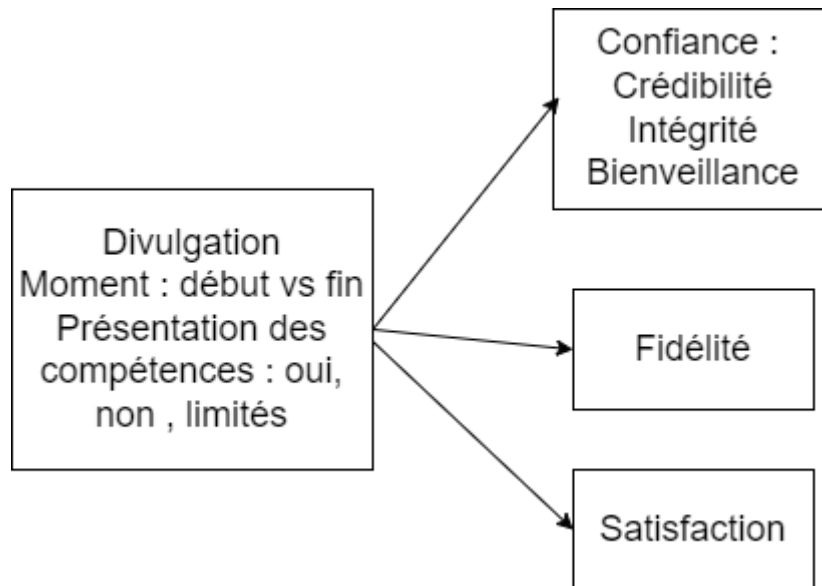 Confiance :
Crédibilité
Intégrité
Bienveillance
Divulgation
Moment : début vs fin
Présentation des
compétences : oui,
non , limités
Fidélité
Satisfaction